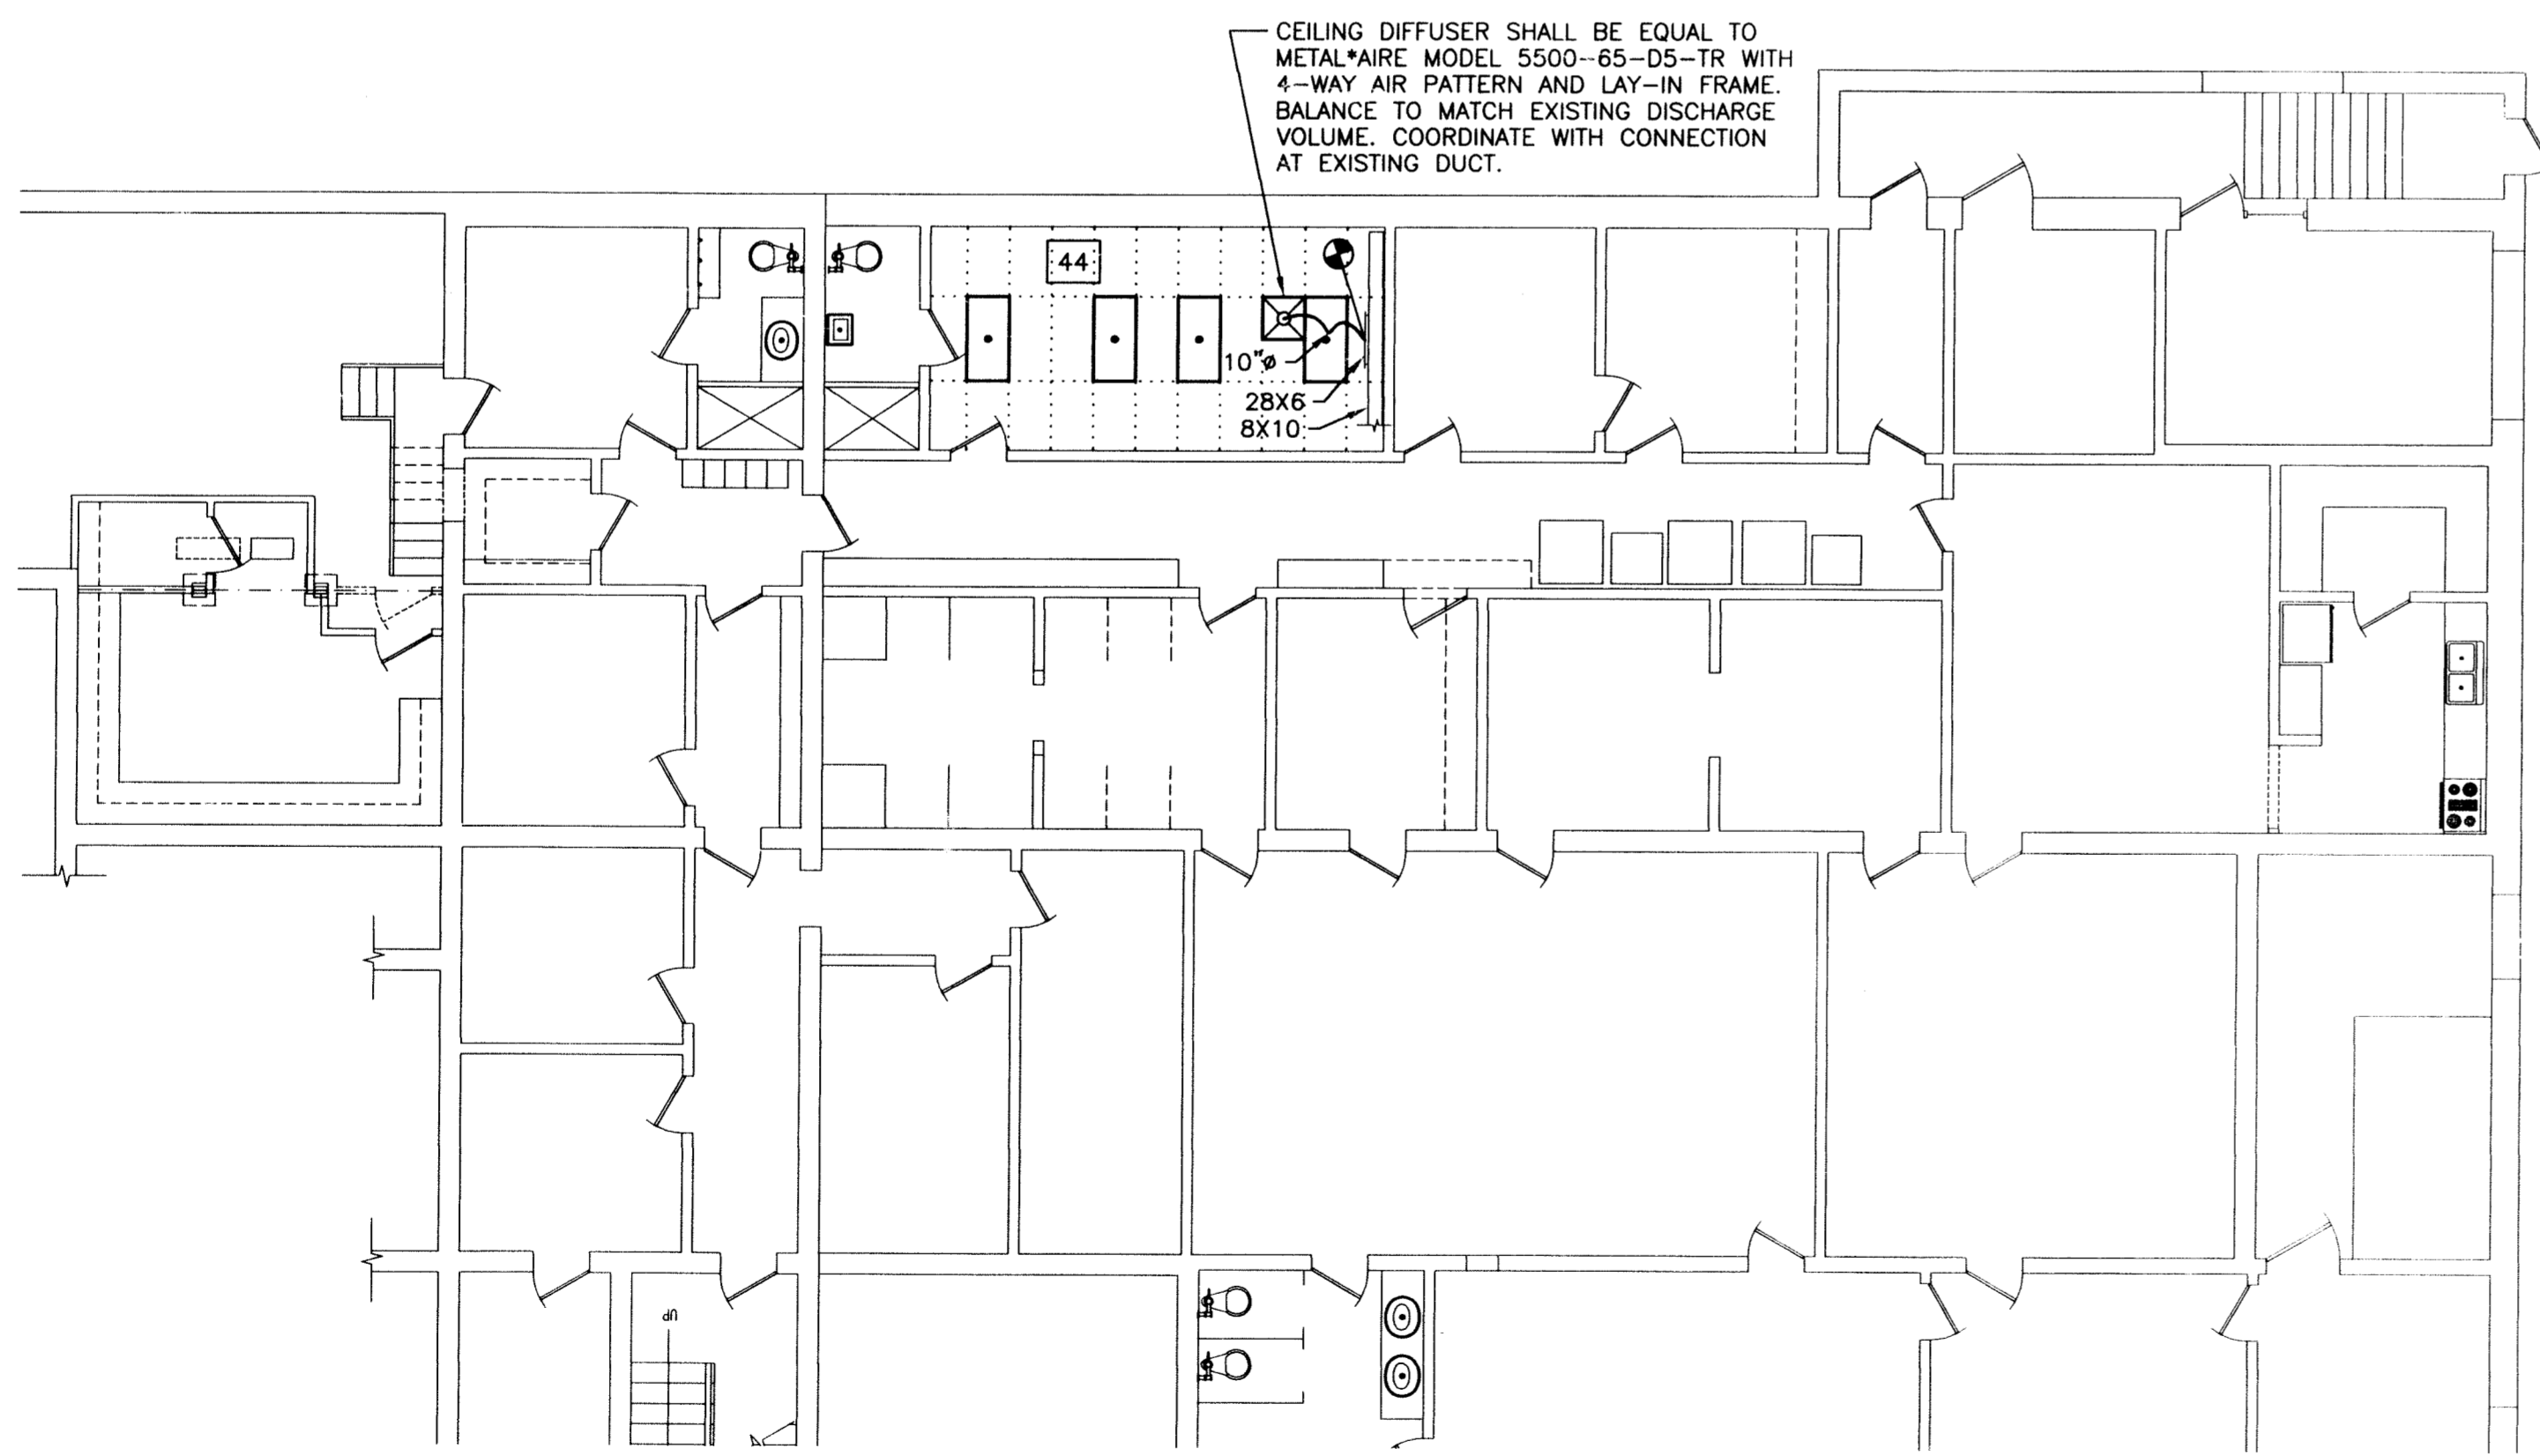 CEILING DIFFUSER SHALL BE EQUAL TO
METAL*AIRE MODEL 5500-65-D5-TR WITH
4-WAY AIR PATTERN AND LAY-IN FRAME.
BALANCE TO MATCH EXISTING DISCHARGE
VOLUME. COORDINATE WITH CONNECTION
AT EXISTING DUCT.
44
10"ø
28X6
8X10
UP